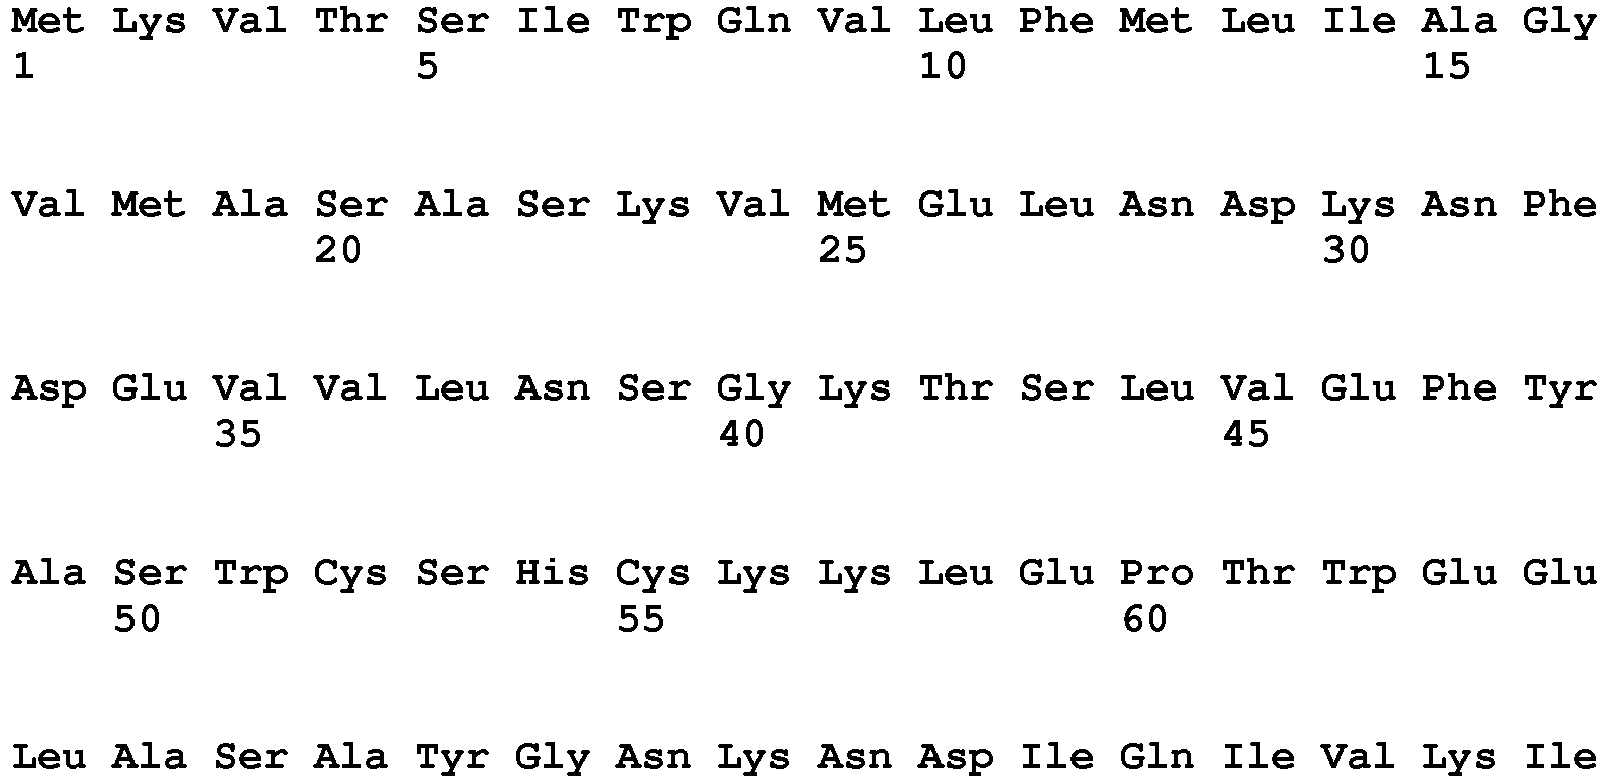 Met Lys Val Thr Ser Ile Trp Gln Val Leu Phe Met Leu Ile Ala Gly
1 5 10 15
Val Met Ala Ser Ala Ser Lys Val Met Glu Leu Asn Asp Lys Asn Phe
20 25 30
Asp Glu Val Val Leu Asn Ser Gly Lys Thr Ser Leu Val Glu Phe Tyr
35 40 45
Ala Ser Trp Cys Ser His Cys Lys Lys Leu Glu Pro Thr Trp Glu Glu
50 55 60
Leu Ala Ser Ala Tyr Gly Asn Lys Asn Asp Ile Gln Ile Val Lys Ile